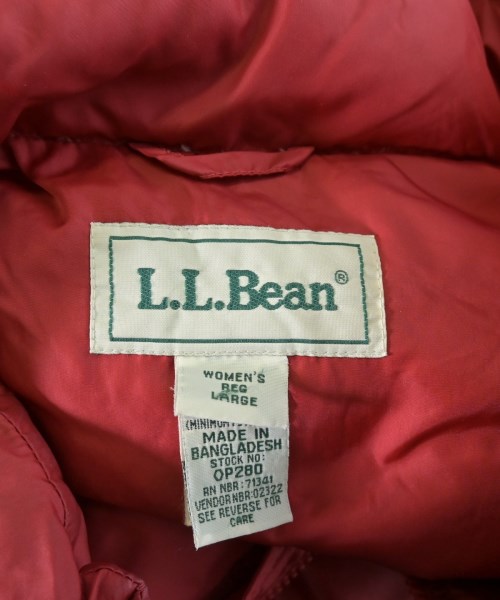 L.L.Bean®
WOMEN'S
REG
LARGE
MADE IN
BANGLADESH
STOCK NO:
OP280
RN NBR:71341
VENDOR NBR:02322
SEE REVERSE FOR
CARE